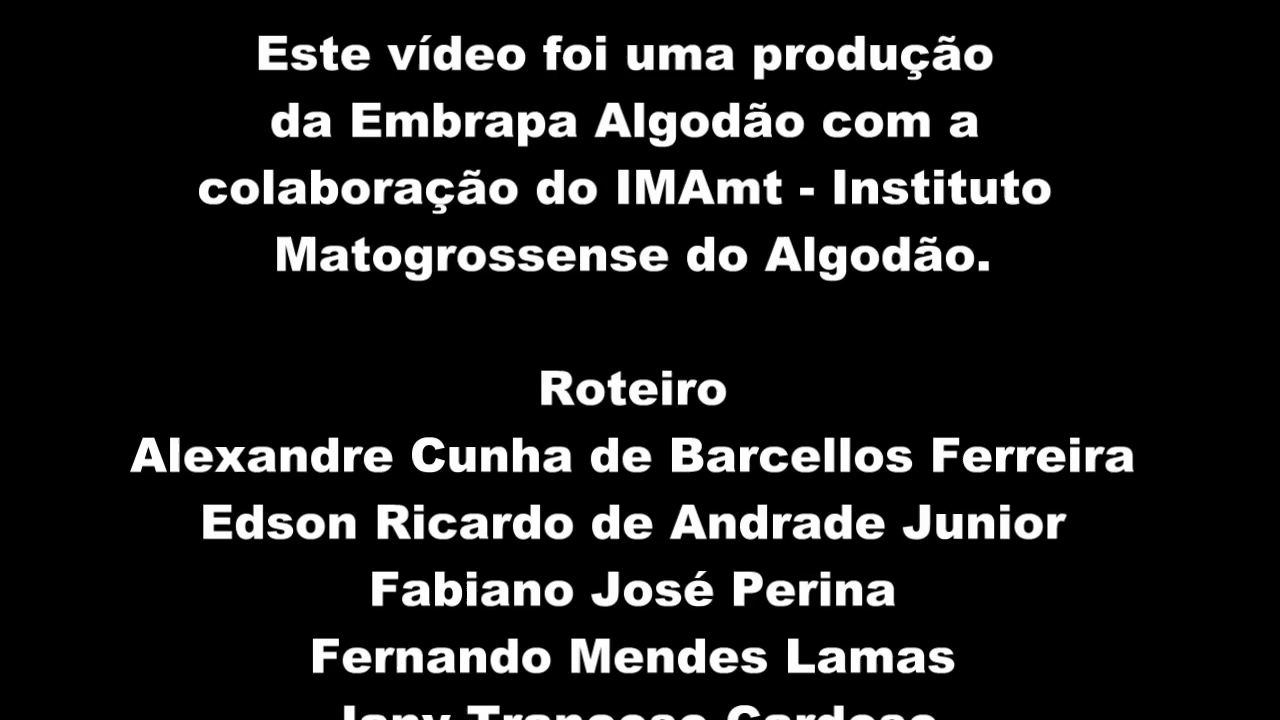 Este vídeo foi uma produção
da Embrapa Algodão com a
colaboração do IMAmt - Instituto
Matogrossense do Algodão.
Roteiro
Alexandre Cunha de Barcellos Ferreira
Edson Ricardo de Andrade Junior
Fabiano José Perina
Fernando Mendes Lamas
Cardoso